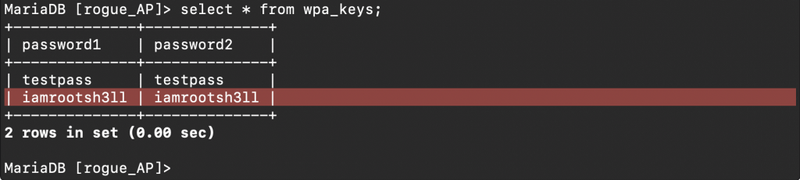 MariaDB [rogue_AP]> select * from wpa_keys;
+--------------+--------------+
| password1    | password2    |
+--------------+--------------+
| testpass     | testpass     |
| iamrootsh3ll | iamrootsh3ll |
+--------------+--------------+
2 rows in set (0.00 sec)
MariaDB [rogue_AP]>